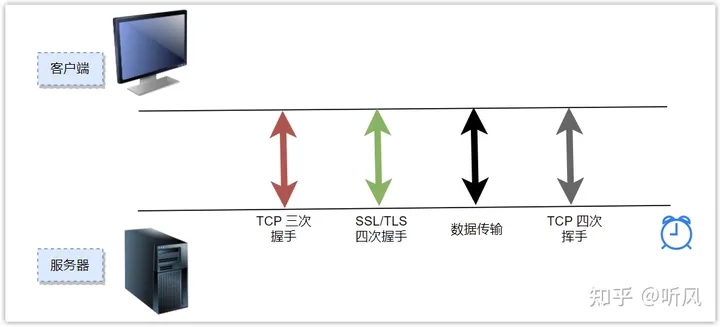 客户端
TCP 三次
握手
SSL/TLS
四次握手
数据传输
TCP 四次
挥手
服务器
知乎 @听风